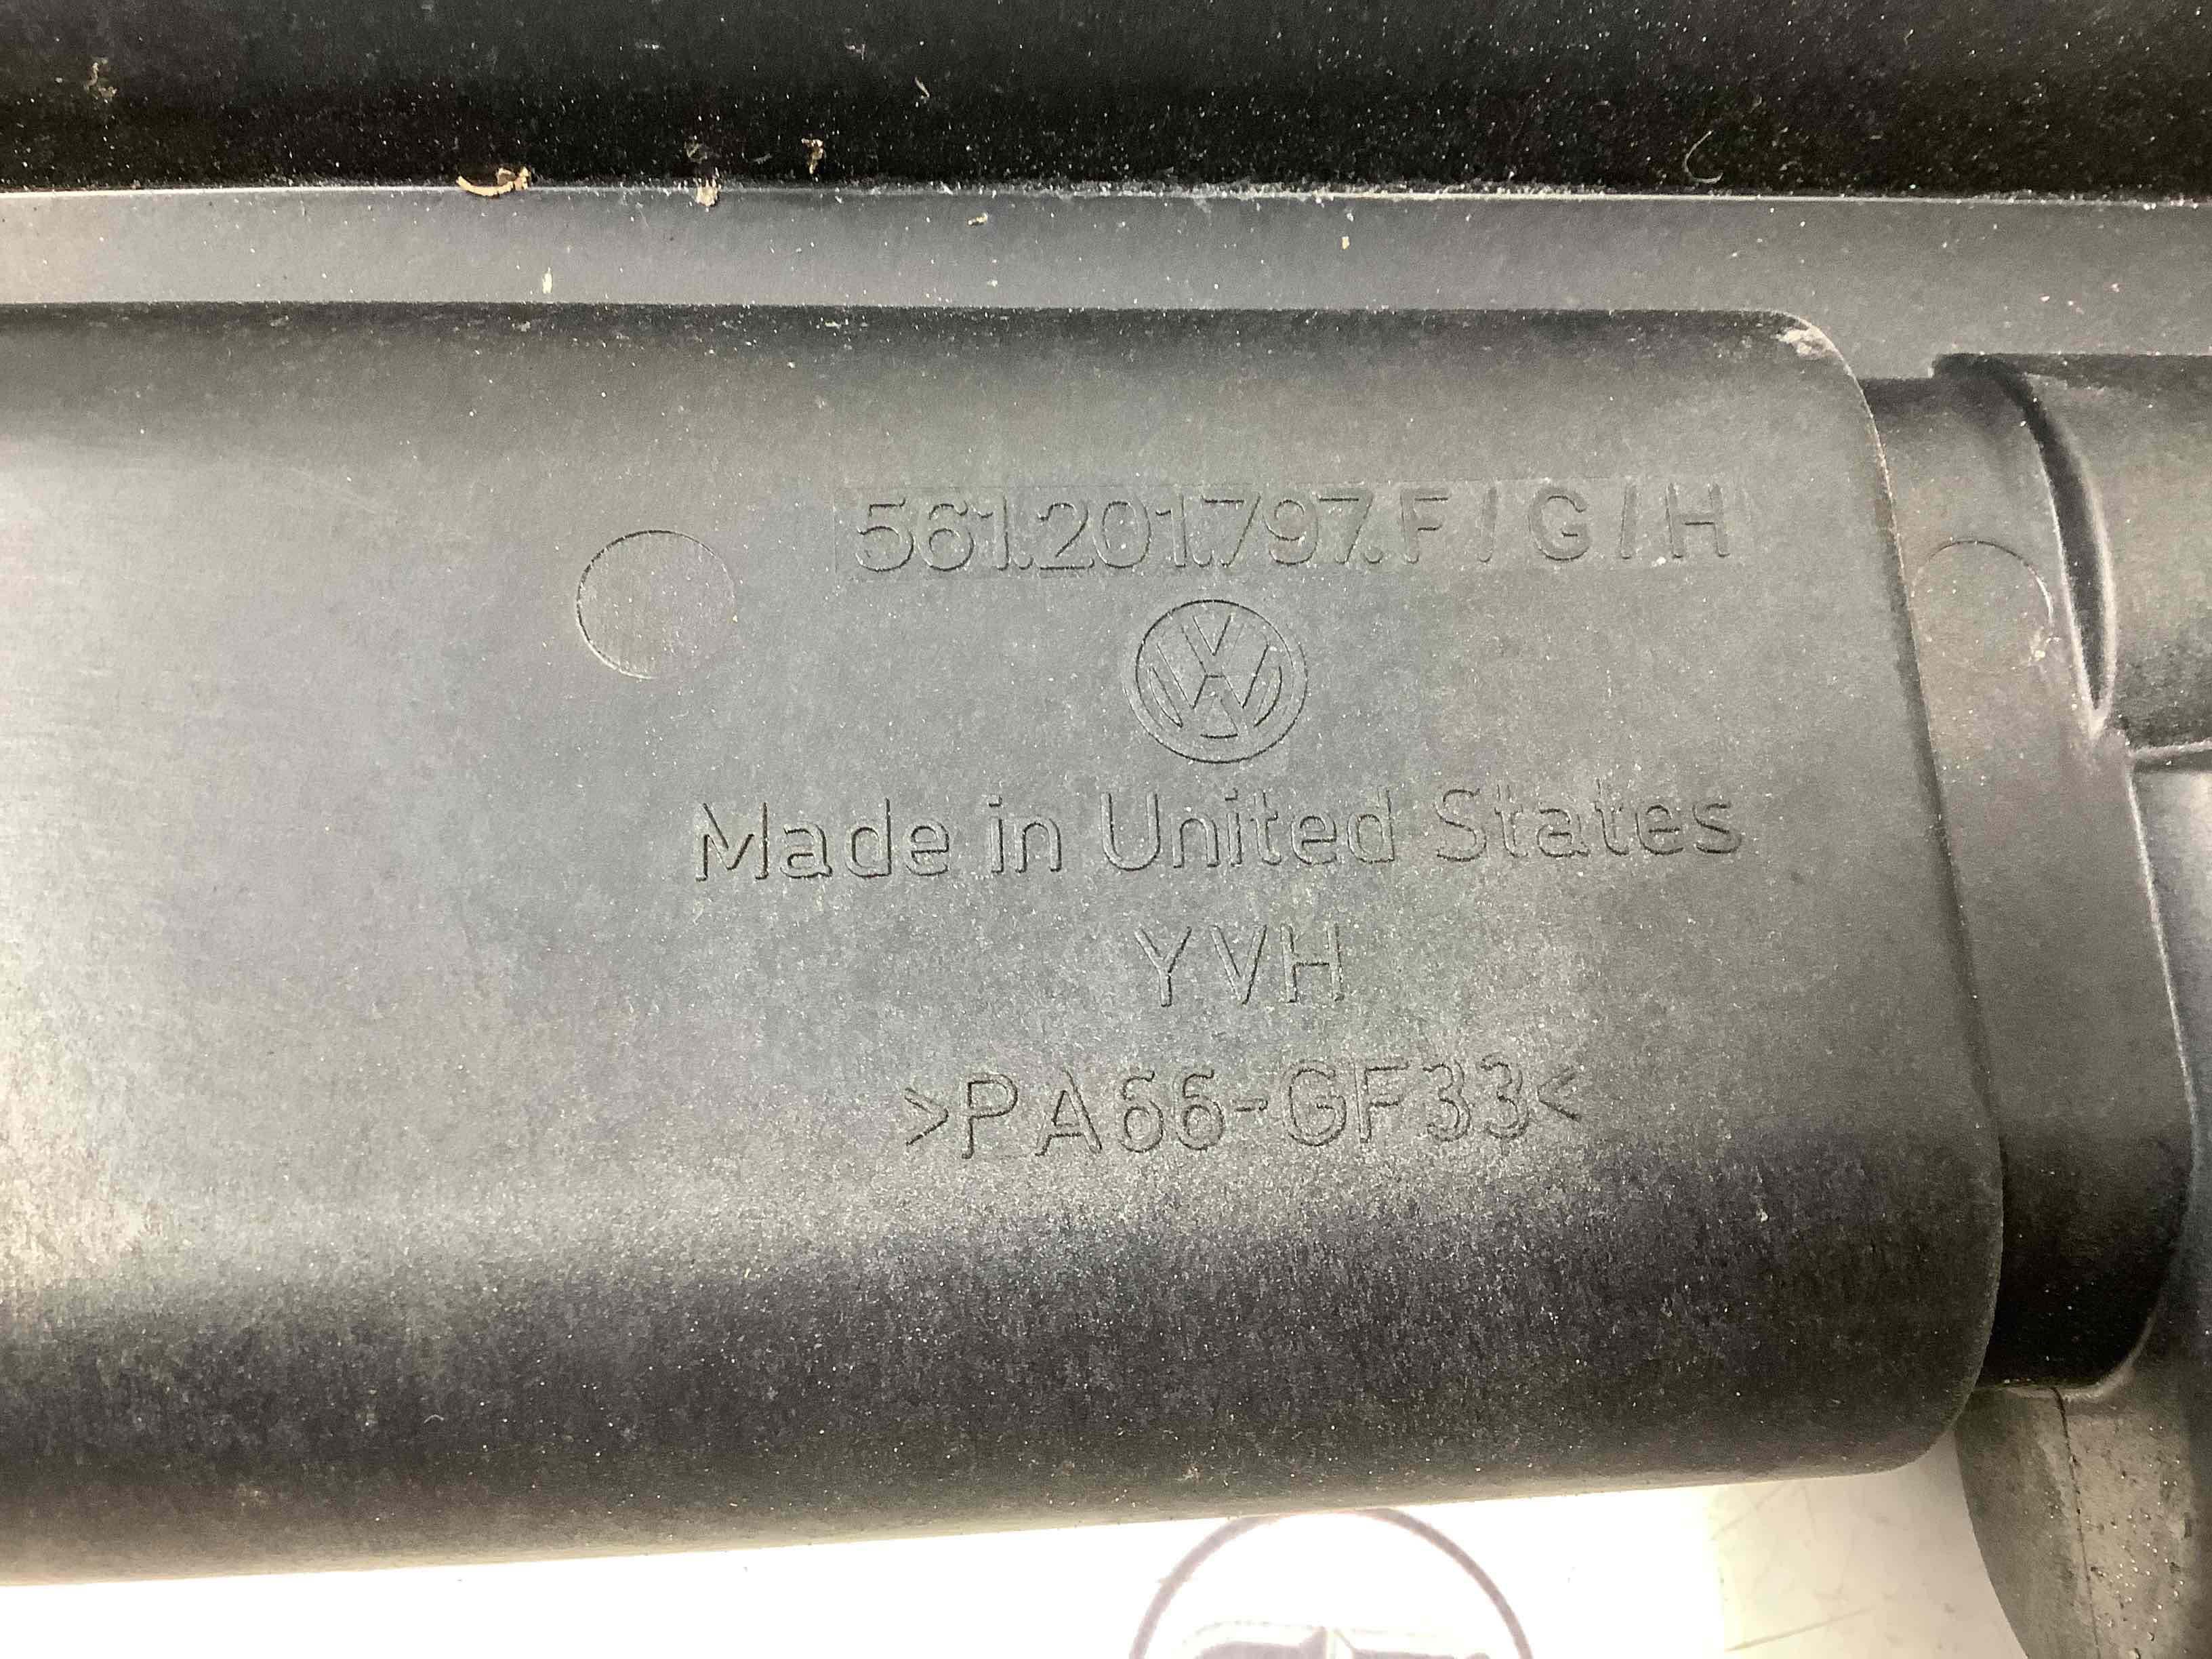 561.201.797.F / G / H
Made in United States
YVH
>PA66-GF33<